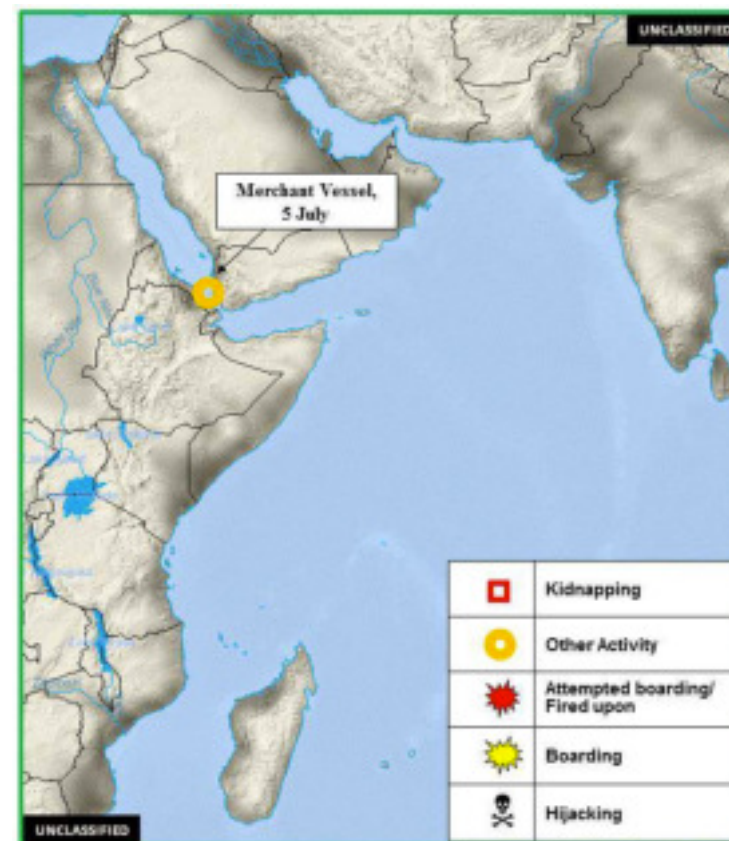 UNCLASSIFIED
Merchant Vessel,
5 July
Kidnapping
Other Activity
Attempted boarding/
Fired upon
Boarding
Hijacking
UNCLASSIFIED